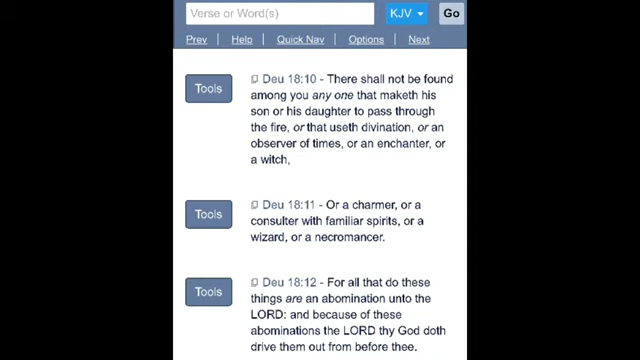 Verse or Word(s) KJV Go
Prev Help Quick Nav Options Next
Tools
Deu 18:10 - There shall not be found
among you any one that maketh his
son or his daughter to pass through
the fire, or that useth divination, or an
observer of times, or an enchanter, or
a witch,
Tools
Deu 18:11 - Or a charmer, or a
consulter with familiar spirits, or a
wizard, or a necromancer.
Tools
Deu 18:12 - For all that do these
things are an abomination unto the
LORD: and because of these
abominations the LORD thy God doth
drive them out from before thee.